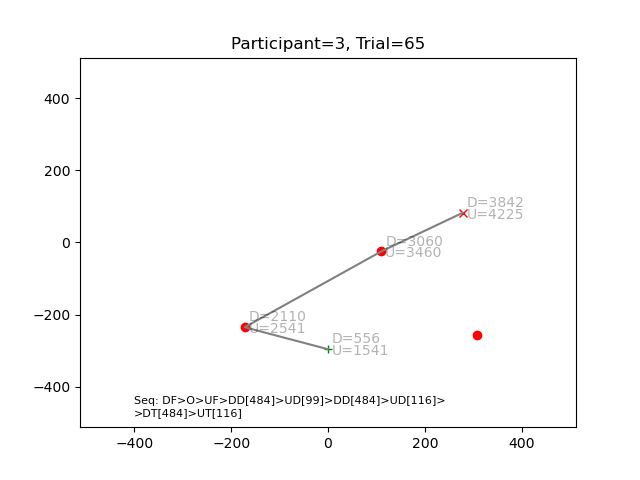 Participant=3, Trial=65
400
200
0
−200
−400
D=3842
U=4225
D=3060
U=3460
D=2110
U=2541
D=556
U=1541
Seq: DF>O>UF>DD[484]>UD[99]>DD[484]>UD[116]>
>DT[484]>UT[116]
−400
−200
0
200
400